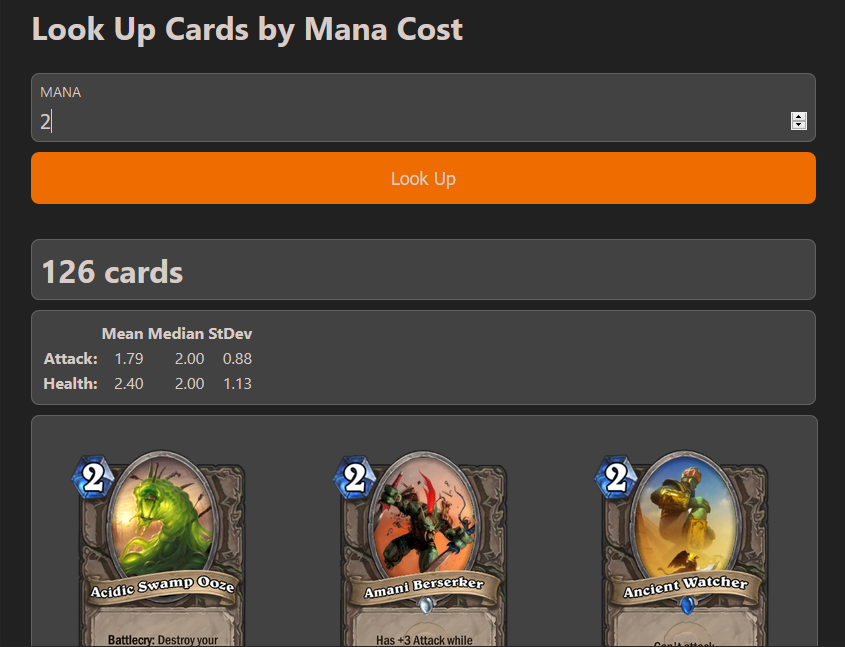 Look Up Cards by Mana Cost
MANA
2
Look Up
126 cards
Mean Median StDev
Attack: 1.79 2.00 0.88
Health: 2.40 2.00 1.13
2 2 2
Acidic Swamp Ooze Amani Berserker Ancient Watcher
Battlecry: Destroy your Has +3 Attack while Can't attack